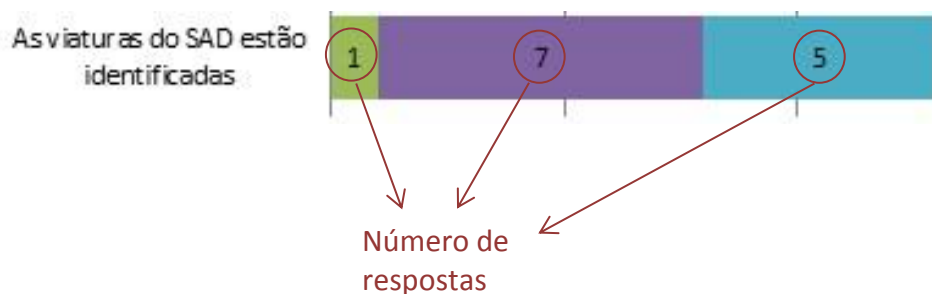 As viaturas do SAD estão
identificadas
1 7 5
Número de
respostas